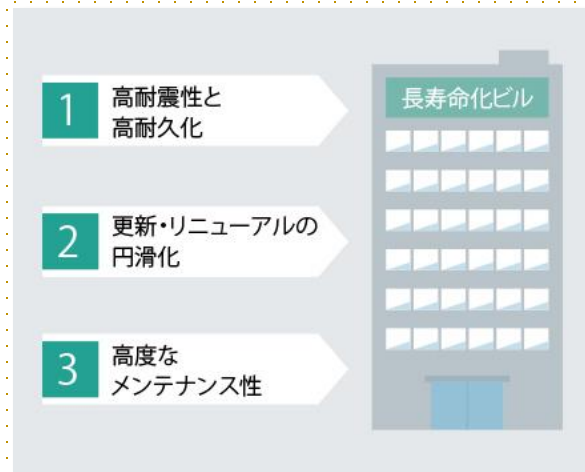 1
高耐震性と
高耐久化
長寿命化ビル
2
更新・リニューアルの
円滑化
3
高度な
メンテナンス性